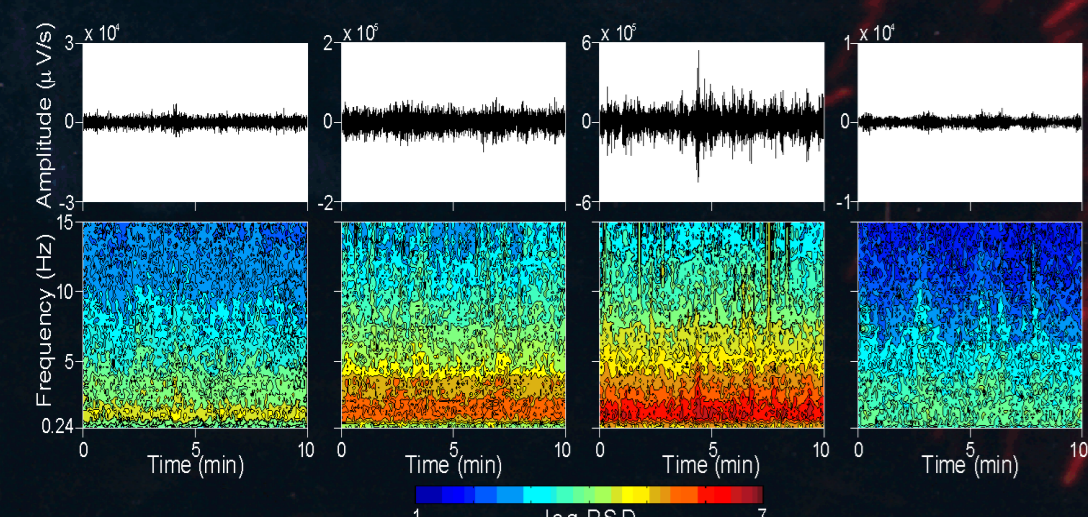 x 10⁴ x 10⁵ x 10⁵ x 10⁴
Amplitude (μ V/s)
3 2 6 1
0 0 0 0
-3 -2 -6 -1
Frequency (Hz)
15
10
5
0.24
0 5 10 0 5 10 0 5 10 0 5 10
Time (min) Time (min) Time (min) Time (min)
1 log PSD 7